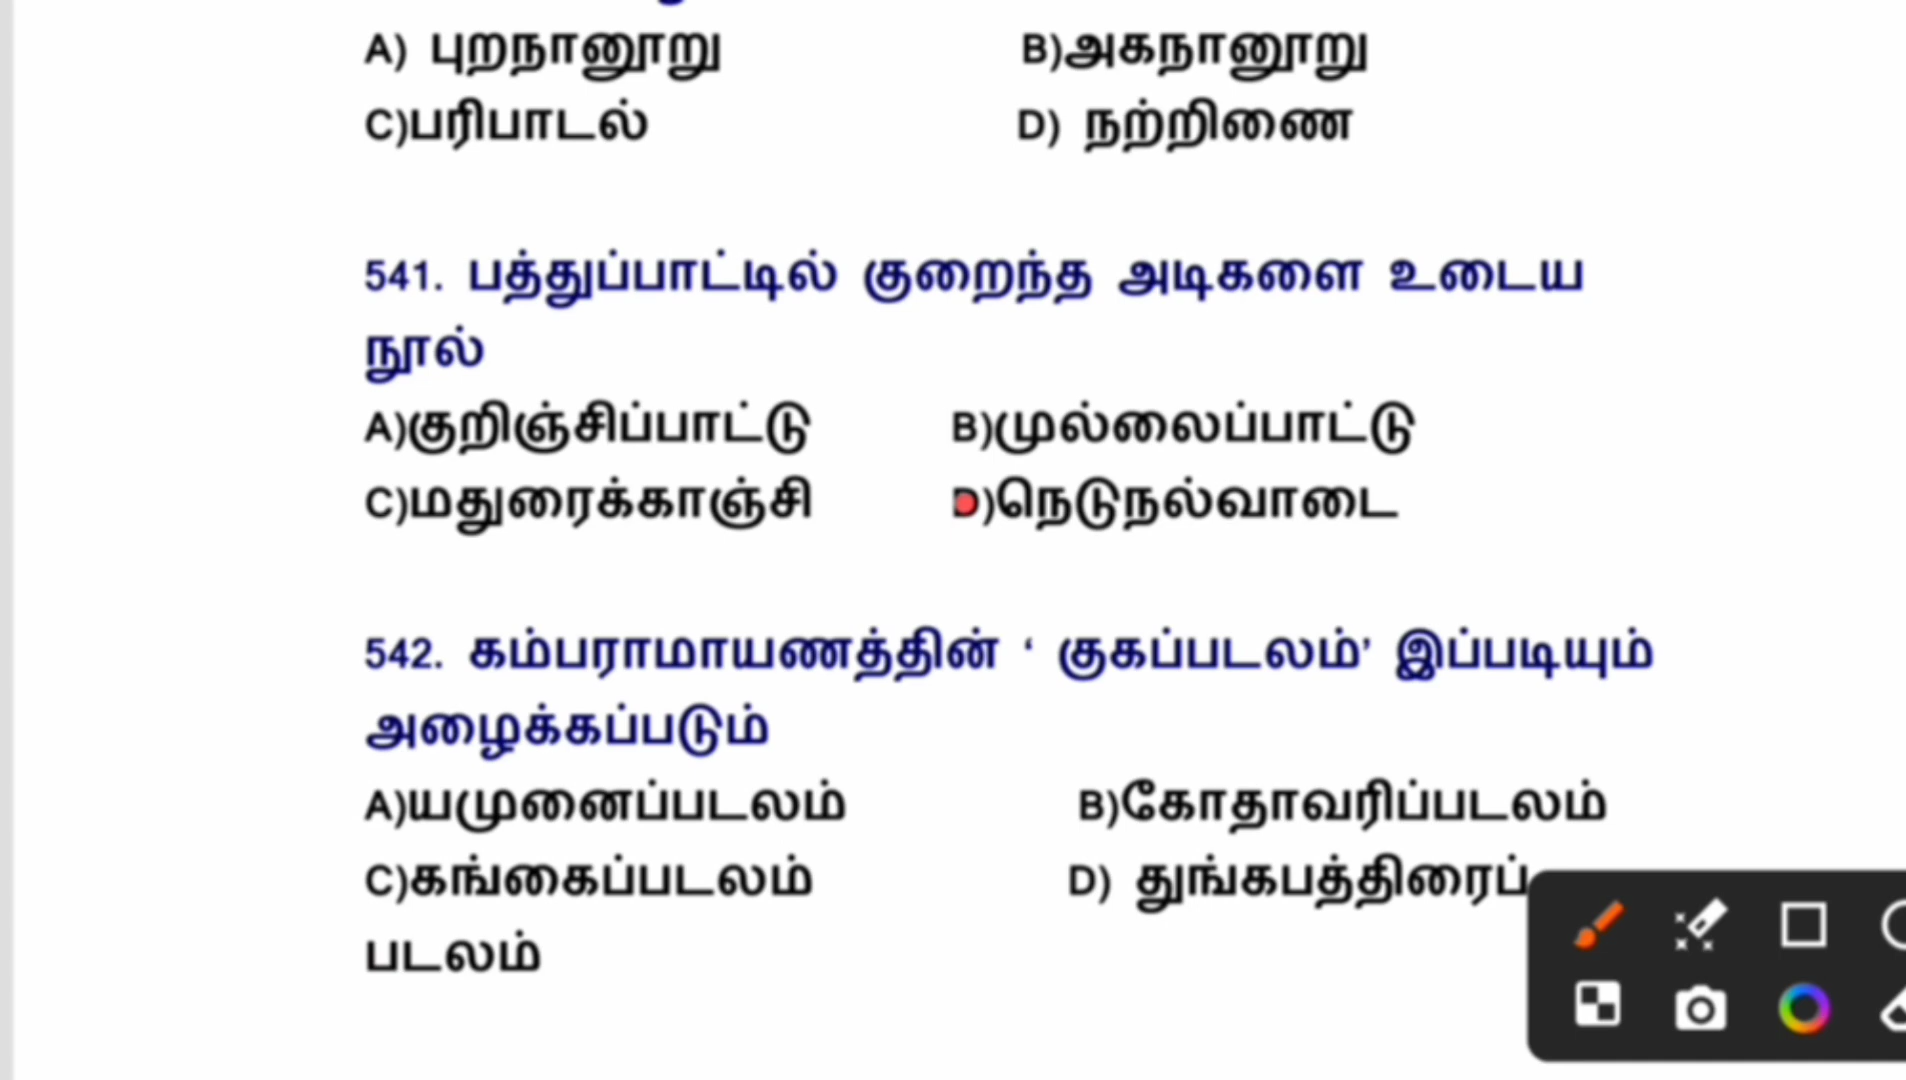 A) புறநானூறு B)அகநானூறு
C)பரிபாடல் D) நற்றிணை
541. பத்துப்பாட்டில் குறைந்த அடிகளை உடைய
நூல்
A)குறிஞ்சிப்பாட்டு B)முல்லைப்பாட்டு
C)மதுரைக்காஞ்சி D)நெடுநல்வாடை
542. கம்பராமாயணத்தின் ‘ குகப்படலம்’ இப்படியும்
அழைக்கப்படும்
A)யமுனைப்படலம் B)கோதாவரிப்படலம்
C)கங்கைப்படலம் D) துங்கபத்திரைப்
படலம்